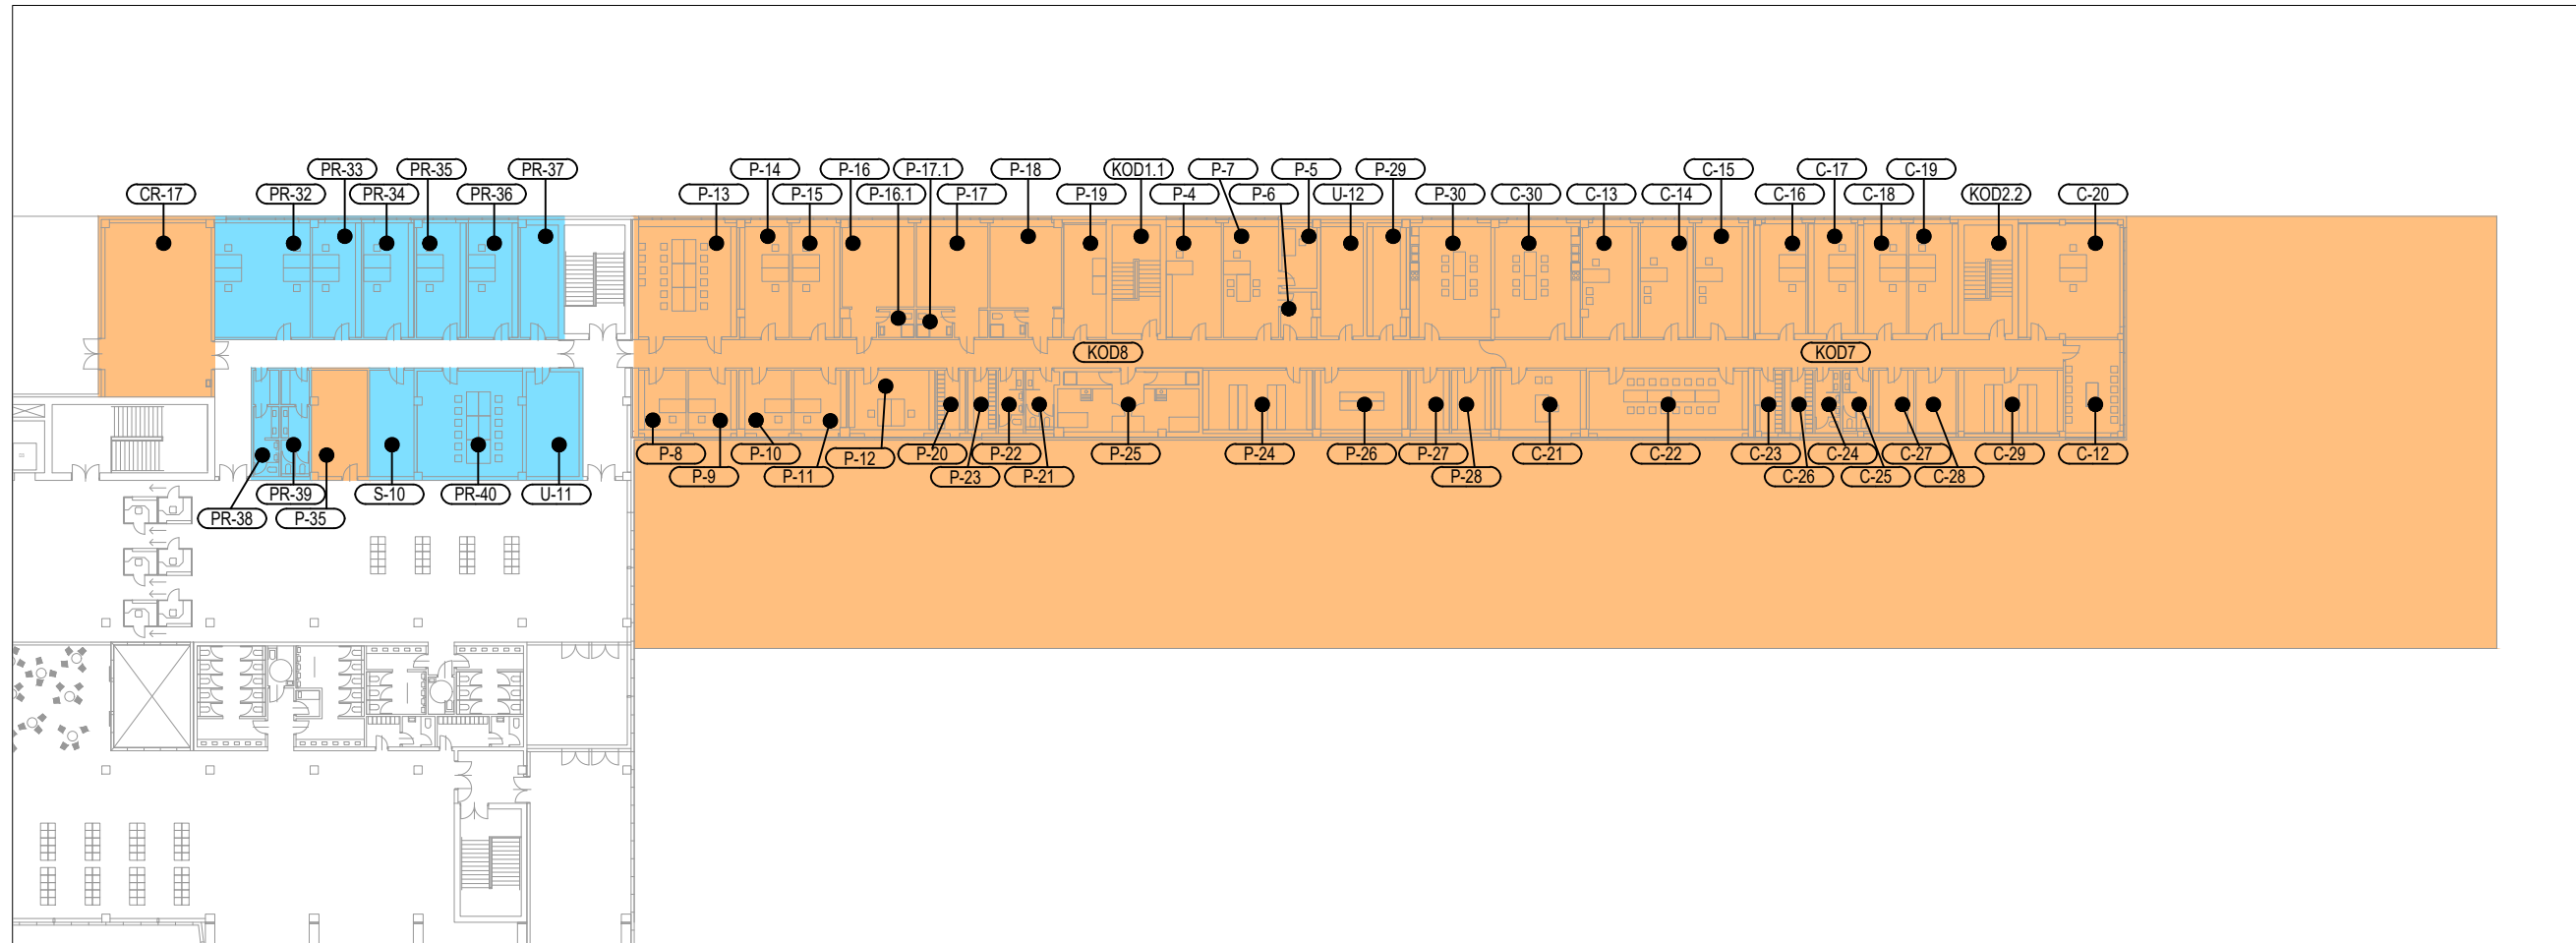 PR-33 PR-35 PR-37 P-14 P-16 P-17.1 P-18 KOD1.1 P-7 P-5 P-29 C-15 C-17 C-19
CR-17 PR-32 PR-34 PR-36 P-13 P-15 P-16.1 P-17 P-19 P-4 P-6 U-12 P-30 C-30 C-13 C-14 C-16 C-18 KOD2.2 C-20
KOD8 KOD7
P-8 P-10 P-12 P-20 P-22 P-25 P-24 P-26 P-27 C-21 C-22 C-23 C-24 C-27 C-29 C-12
P-9 P-11 P-23 P-21 P-28 C-26 C-25 C-28
PR-39 S-10 PR-40 U-11
PR-38 P-35